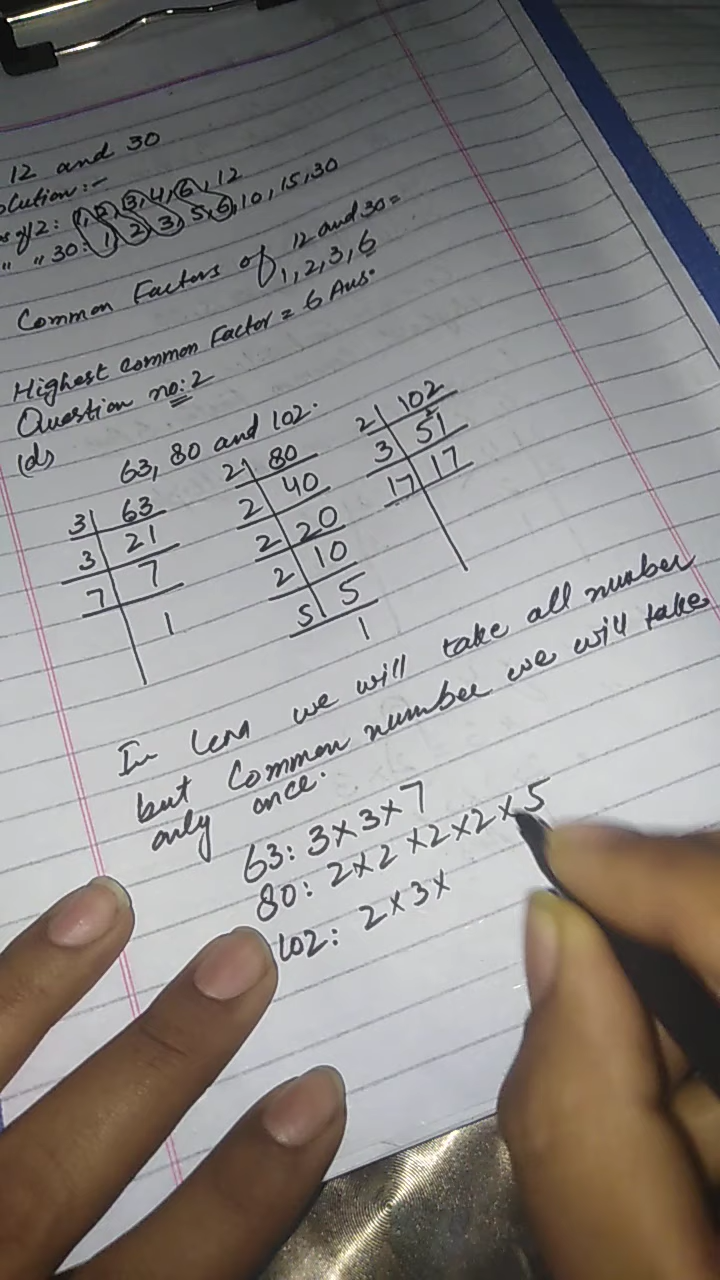 12 and 30
olution:-
12: 1, 2, 3, 4, 6, 12
" " 30: 1, 2, 3, 5, 6, 10, 15, 30
Common Factors of 12 and 30 =
1, 2, 3, 6
Highest common Factor = 6 Ans.
Question no:2
(d)
63, 80 and 102.
3 | 63
3 | 21
7 | 7
1
2 | 80
2 | 40
2 | 20
2 | 10
5 | 5
1
2 | 102
3 | 51
17 | 17
In we will take all number
but Common number we will take
only once.
63: 3×3×7
80: 2×2×2×2×5
102: 2×3×